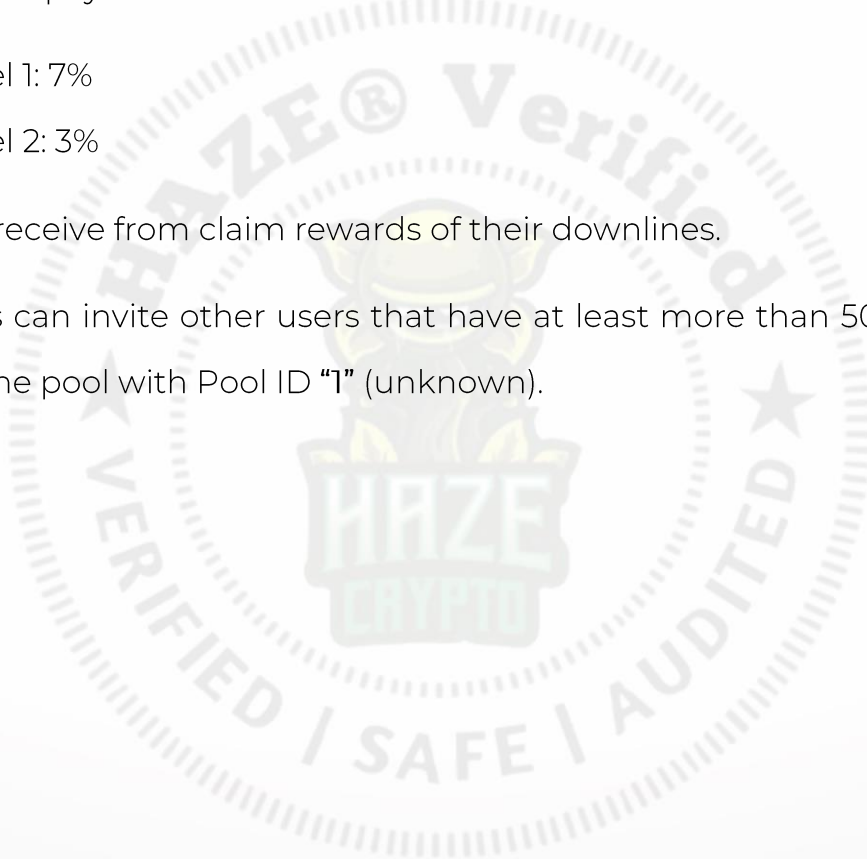 el 1: 7%
el 2: 3%
receive from claim rewards of their downlines.
s can invite other users that have at least more than 50
he pool with Pool ID “1” (unknown).
HAZE® Verified
HAZE
CRYPTO
VERIFIED | SAFE | AUDITED